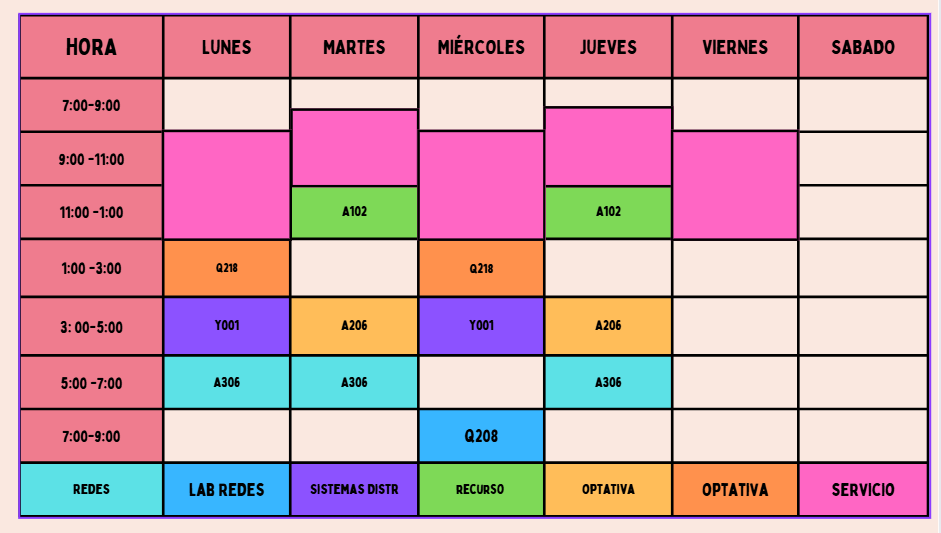 HORA LUNES MARTES MIÉRCOLES JUEVES VIERNES SABADO
7:00-9:00
9:00 -11:00
11:00 -1:00 A102 A102
1:00 -3:00 Q218 Q218
3: 00-5:00 Y001 A206 Y001 A206
5:00 -7:00 A306 A306 A306
7:00-9:00 Q208
REDES LAB REDES SISTEMAS DISTR RECURSO OPTATIVA OPTATIVA SERVICIO